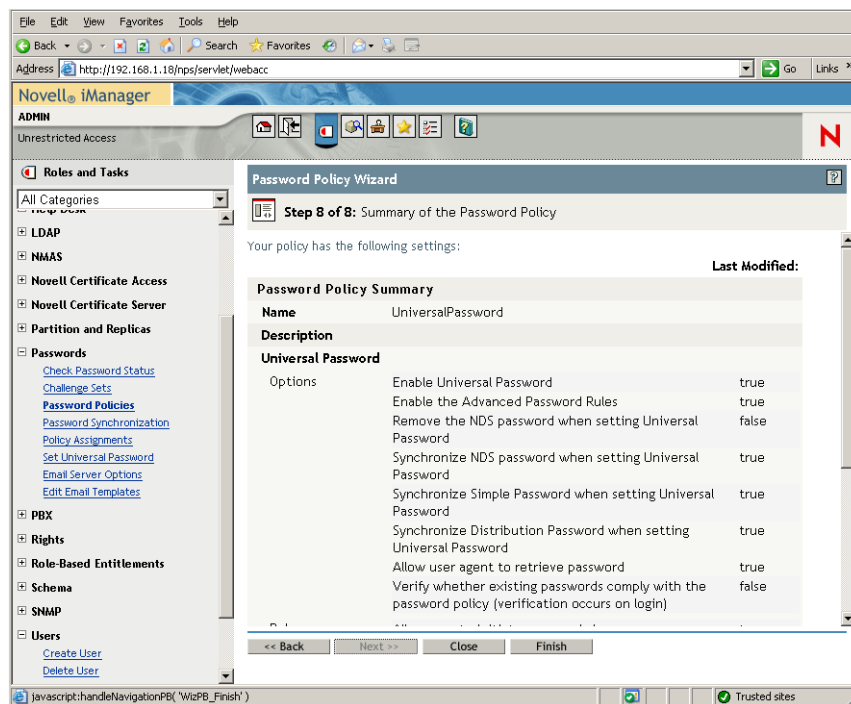 File Edit View Favorites Tools Help
Back Search Favorites
Address http://192.168.1.18/nps/servlet/webacc Go Links »
Novell® iManager
ADMIN
Unrestricted Access
N
Roles and Tasks
All Categories
Help Desk
LDAP
NMAS
Novell Certificate Access
Novell Certificate Server
Partition and Replicas
Passwords
Check Password Status
Challenge Sets
Password Policies
Password Synchronization
Policy Assignments
Set Universal Password
Email Server Options
Edit Email Templates
PBX
Rights
Role-Based Entitlements
Schema
SNMP
Users
Create User
Delete User
Password Policy Wizard
?
Step 8 of 8: Summary of the Password Policy
Your policy has the following settings:
Last Modified:
Password Policy Summary
Name UniversalPassword
Description
Universal Password
Options Enable Universal Password true
Enable the Advanced Password Rules true
Remove the NDS password when setting Universal false
Password
Synchronize NDS password when setting Universal true
Password
Synchronize Simple Password when setting Universal true
Password
Synchronize Distribution Password when setting true
Universal Password
Allow user agent to retrieve password true
Verify whether existing passwords comply with the false
password policy (verification occurs on login)
<< Back Next >> Close Finish
javascript:handleNavigationPB( 'WizPB_Finish' ) Trusted sites